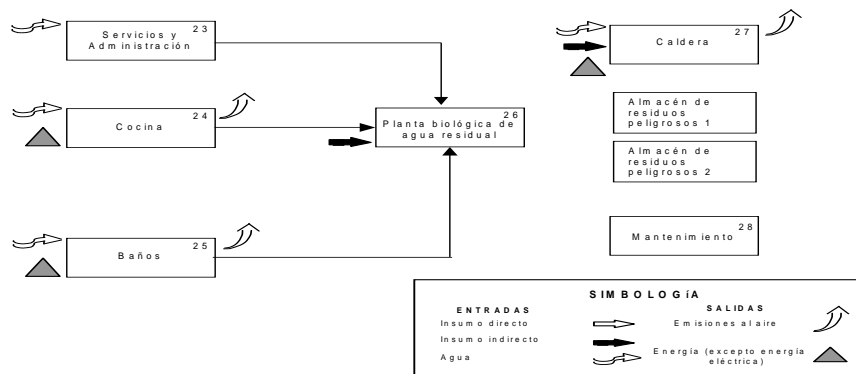 23
Servicios y
Administración
24
Cocina
25
Baños
26
Planta biológica de
agua residual
27
Caldera
Almacén de
residuos
peligrosos 1
Almacén de
residuos
peligrosos 2
28
Mantenimiento
SIMBOLOGíA
ENTRADAS
Insumo directo
Insumo indirecto
Agua
SALIDAS
Emisiones al aire
Energía (excepto energía
eléctrica)